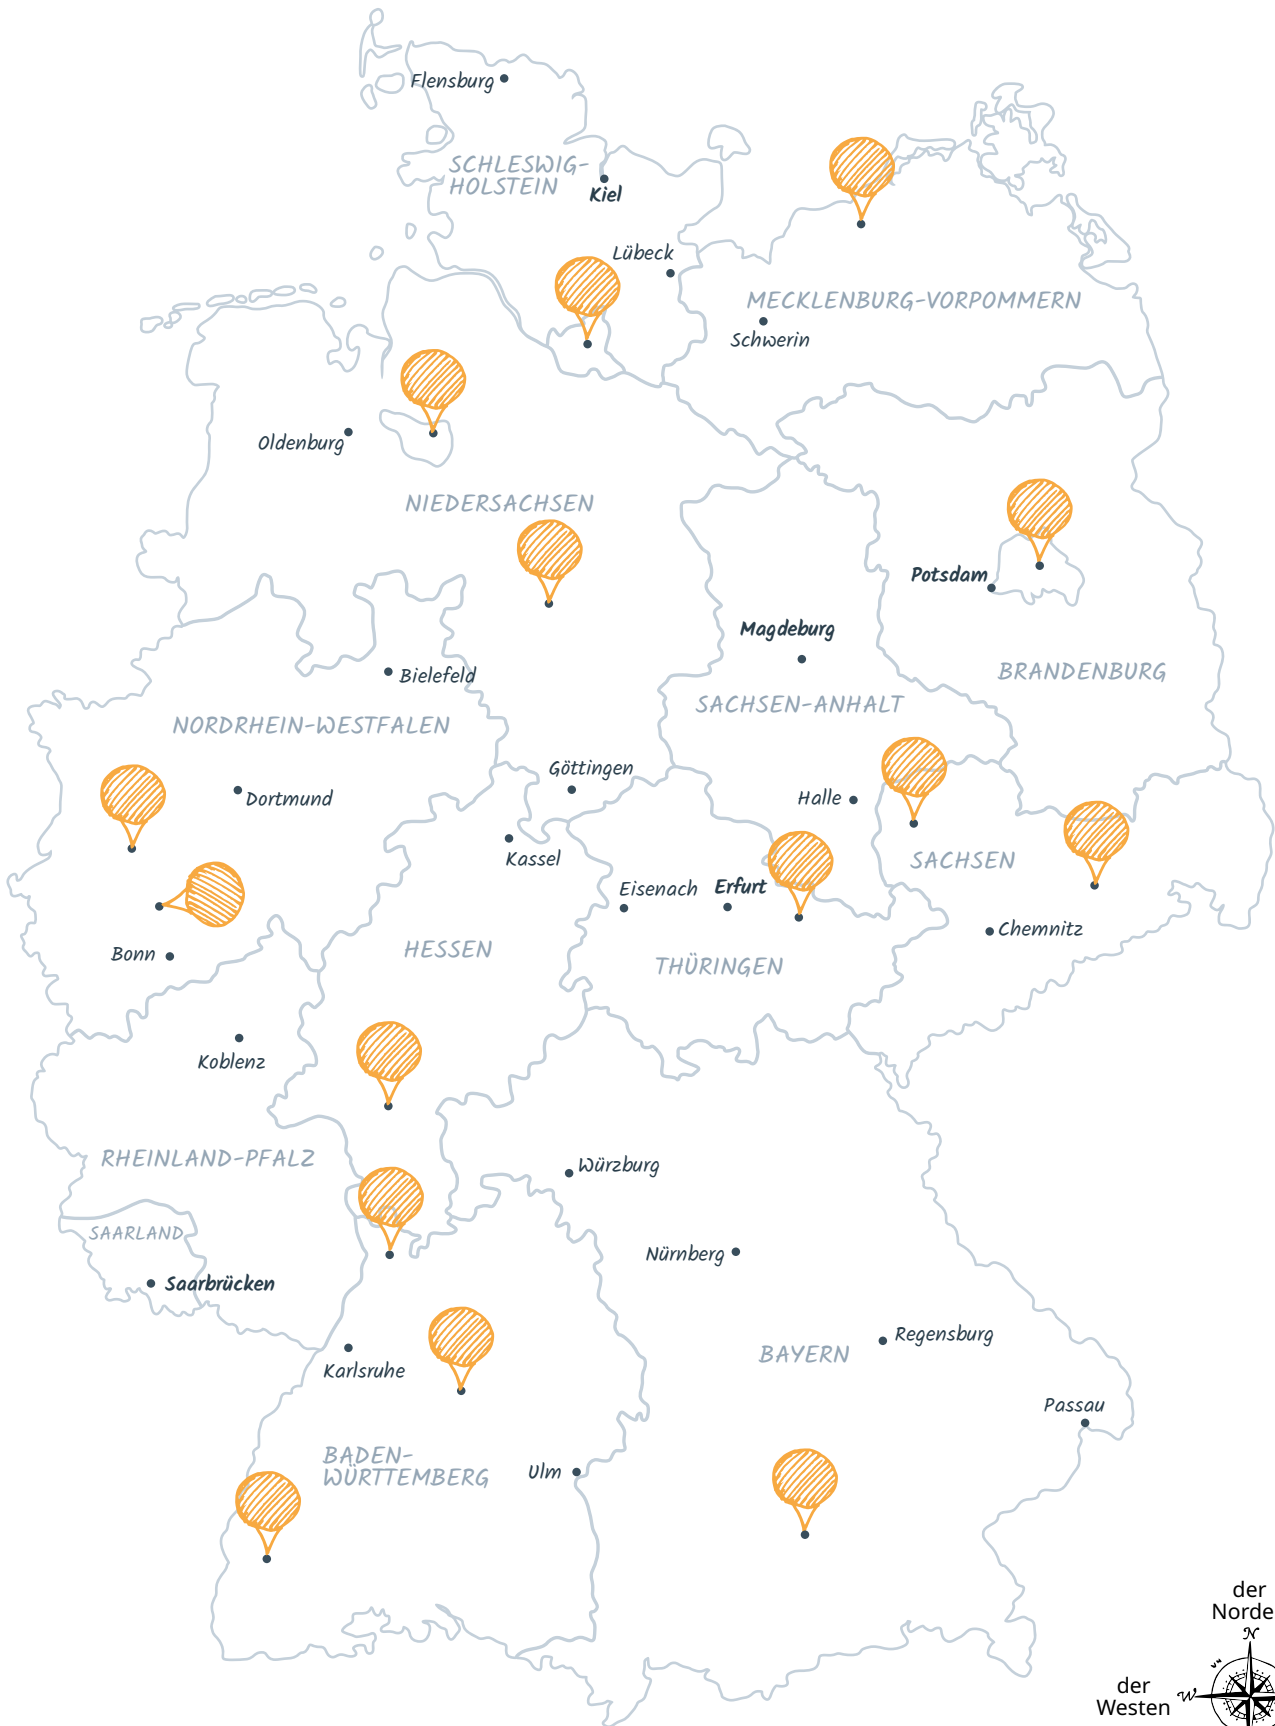 Flensburg
SCHLESWIG-
HOLSTEIN
Kiel
Lübeck
MECKLENBURG-VORPOMMERN
Schwerin
Oldenburg
NIEDERSACHSEN
Potsdam
Magdeburg
Bielefeld
BRANDENBURG
SACHSEN-ANHALT
NORDRHEIN-WESTFALEN
Göttingen
Dortmund
Halle
Kassel
SACHSEN
Eisenach
Erfurt
Chemnitz
HESSEN
Bonn
THÜRINGEN
Koblenz
RHEINLAND-PFALZ
Würzburg
SAARLAND
Nürnberg
Saarbrücken
Regensburg
BAYERN
Karlsruhe
Passau
BADEN-
WÜRTTEMBERG
Ulm
der
Norde
N
der
Westen
W